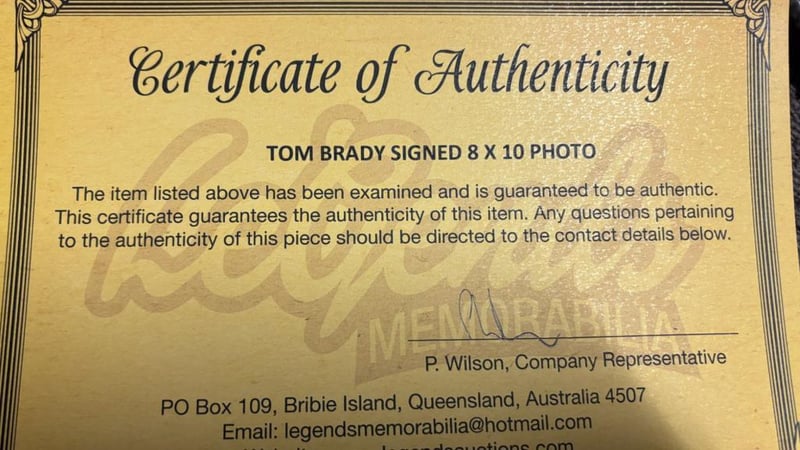 Certificate of Authenticity
TOM BRADY SIGNED 8 X 10 PHOTO
The item listed above has been examined and is guaranteed to be authentic.
This certificate guarantees the authenticity of this item. Any questions pertaining
to the authenticity of this piece should be directed to the contact details below.
Legends
MEMORABILIA
P. Wilson, Company Representative
PO Box 109, Bribie Island, Queensland, Australia 4507
Email: legendsmemorabilia@hotmail.com